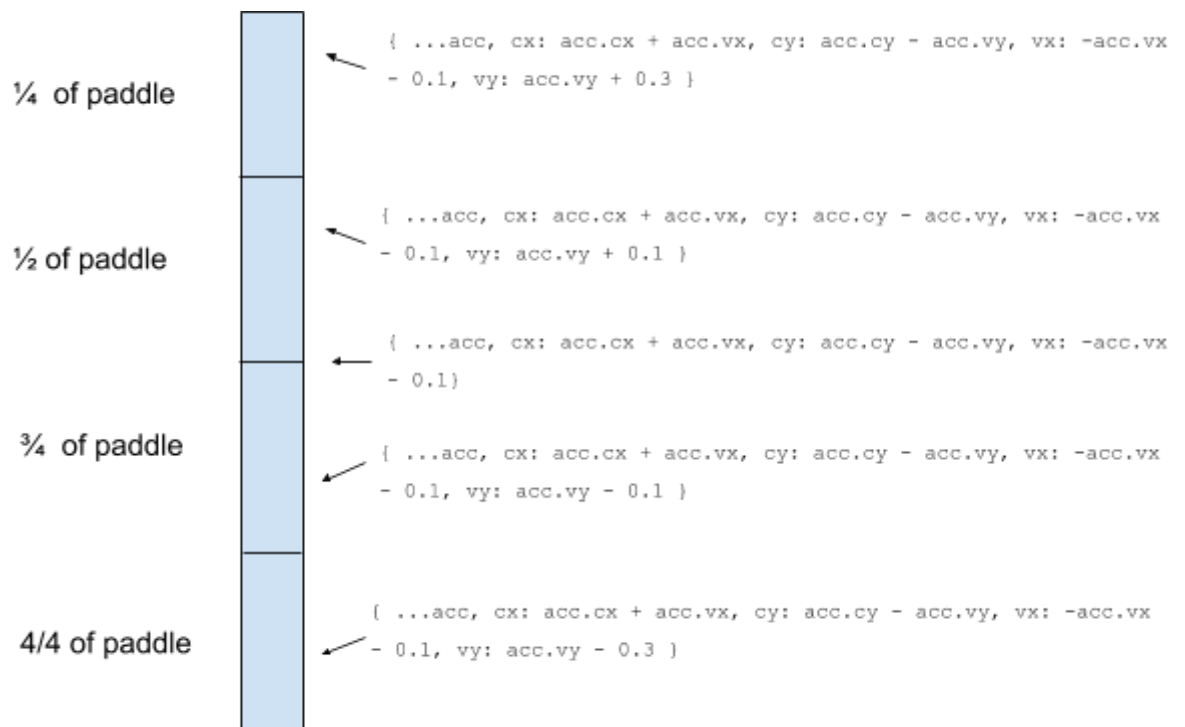 { ...acc, cx: acc.cx + acc.vx, cy: acc.cy - acc.vy, vx: -acc.vx
- 0.1, vy: acc.vy + 0.3 }
¼ of paddle
{ ...acc, cx: acc.cx + acc.vx, cy: acc.cy - acc.vy, vx: -acc.vx
- 0.1, vy: acc.vy + 0.1 }
½ of paddle
{ ...acc, cx: acc.cx + acc.vx, cy: acc.cy - acc.vy, vx: -acc.vx
- 0.1}
¾ of paddle
{ ...acc, cx: acc.cx + acc.vx, cy: acc.cy - acc.vy, vx: -acc.vx
- 0.1, vy: acc.vy - 0.1 }
4/4 of paddle
{ ...acc, cx: acc.cx + acc.vx, cy: acc.cy - acc.vy, vx: -acc.vx
- 0.1, vy: acc.vy - 0.3 }